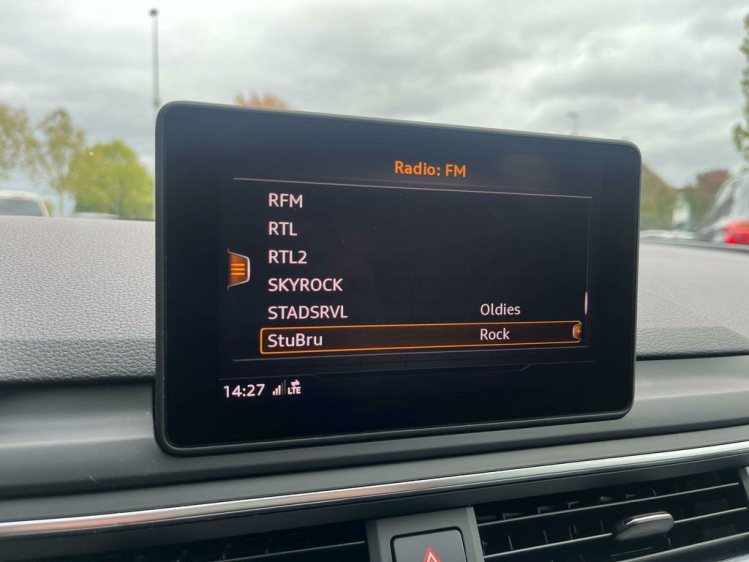 Radio: FM
RFM
RTL
RTL2
SKYROCK
STADSRVL Oldies
StuBru Rock
14:27 LTE